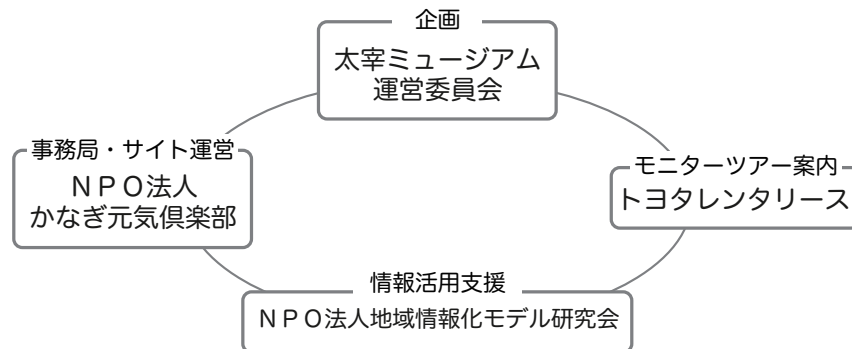 企画
太宰ミュージアム
運営委員会
事務局・サイト運営
ＮＰＯ法人
かなぎ元気倶楽部
モニターツアー案内
トヨタレンタリース
情報活用支援
ＮＰＯ法人地域情報化モデル研究会